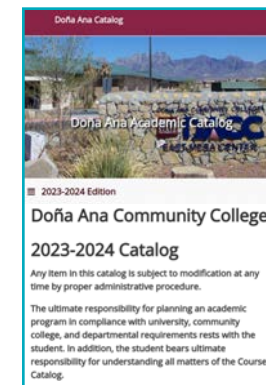 Doña Ana Catalog
Doña Ana Academic Catalog
EAST MESA CENTER
≡ 2023-2024 Edition
Doña Ana Community College
2023-2024 Catalog
Any item in this catalog is subject to modification at any
time by proper administrative procedure.
The ultimate responsibility for planning an academic
program in compliance with university, community
college, and departmental requirements rests with the
student. In addition, the student bears ultimate
responsibility for understanding all matters of the Course
Catalog.